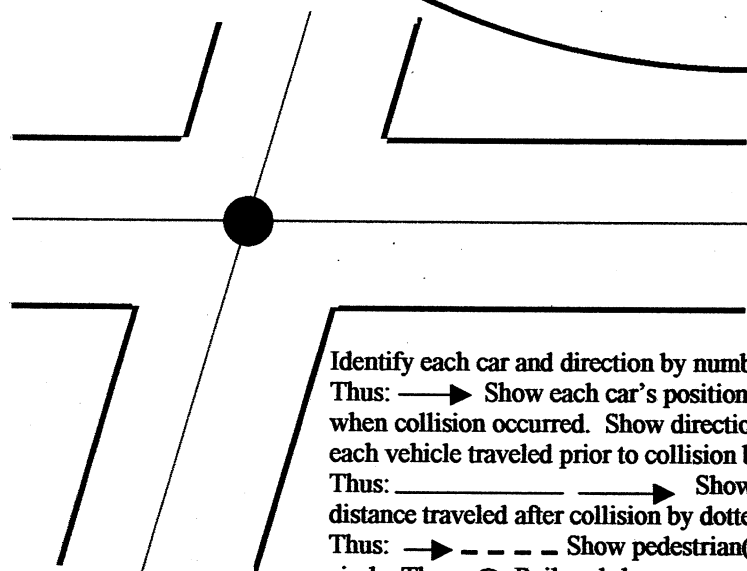 Identify each car and direction by numb
Thus: Show each car's position
when collision occurred. Show directio
each vehicle traveled prior to collision
Thus: Show
distance traveled after collision by dotte
Thus: Show pedestrian(